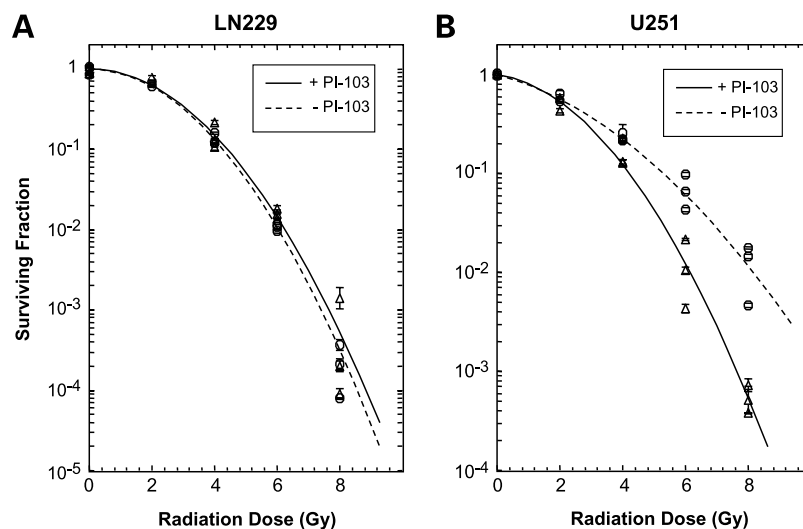 A
LN229
+ PI-103
- PI-103
Surviving Fraction
1
10-1
10-2
10-3
10-4
10-5
0 2 4 6 8
Radiation Dose (Gy)
B
U251
+ PI-103
- PI-103
1
10-1
10-2
10-3
10-4
0 2 4 6 8
Radiation Dose (Gy)